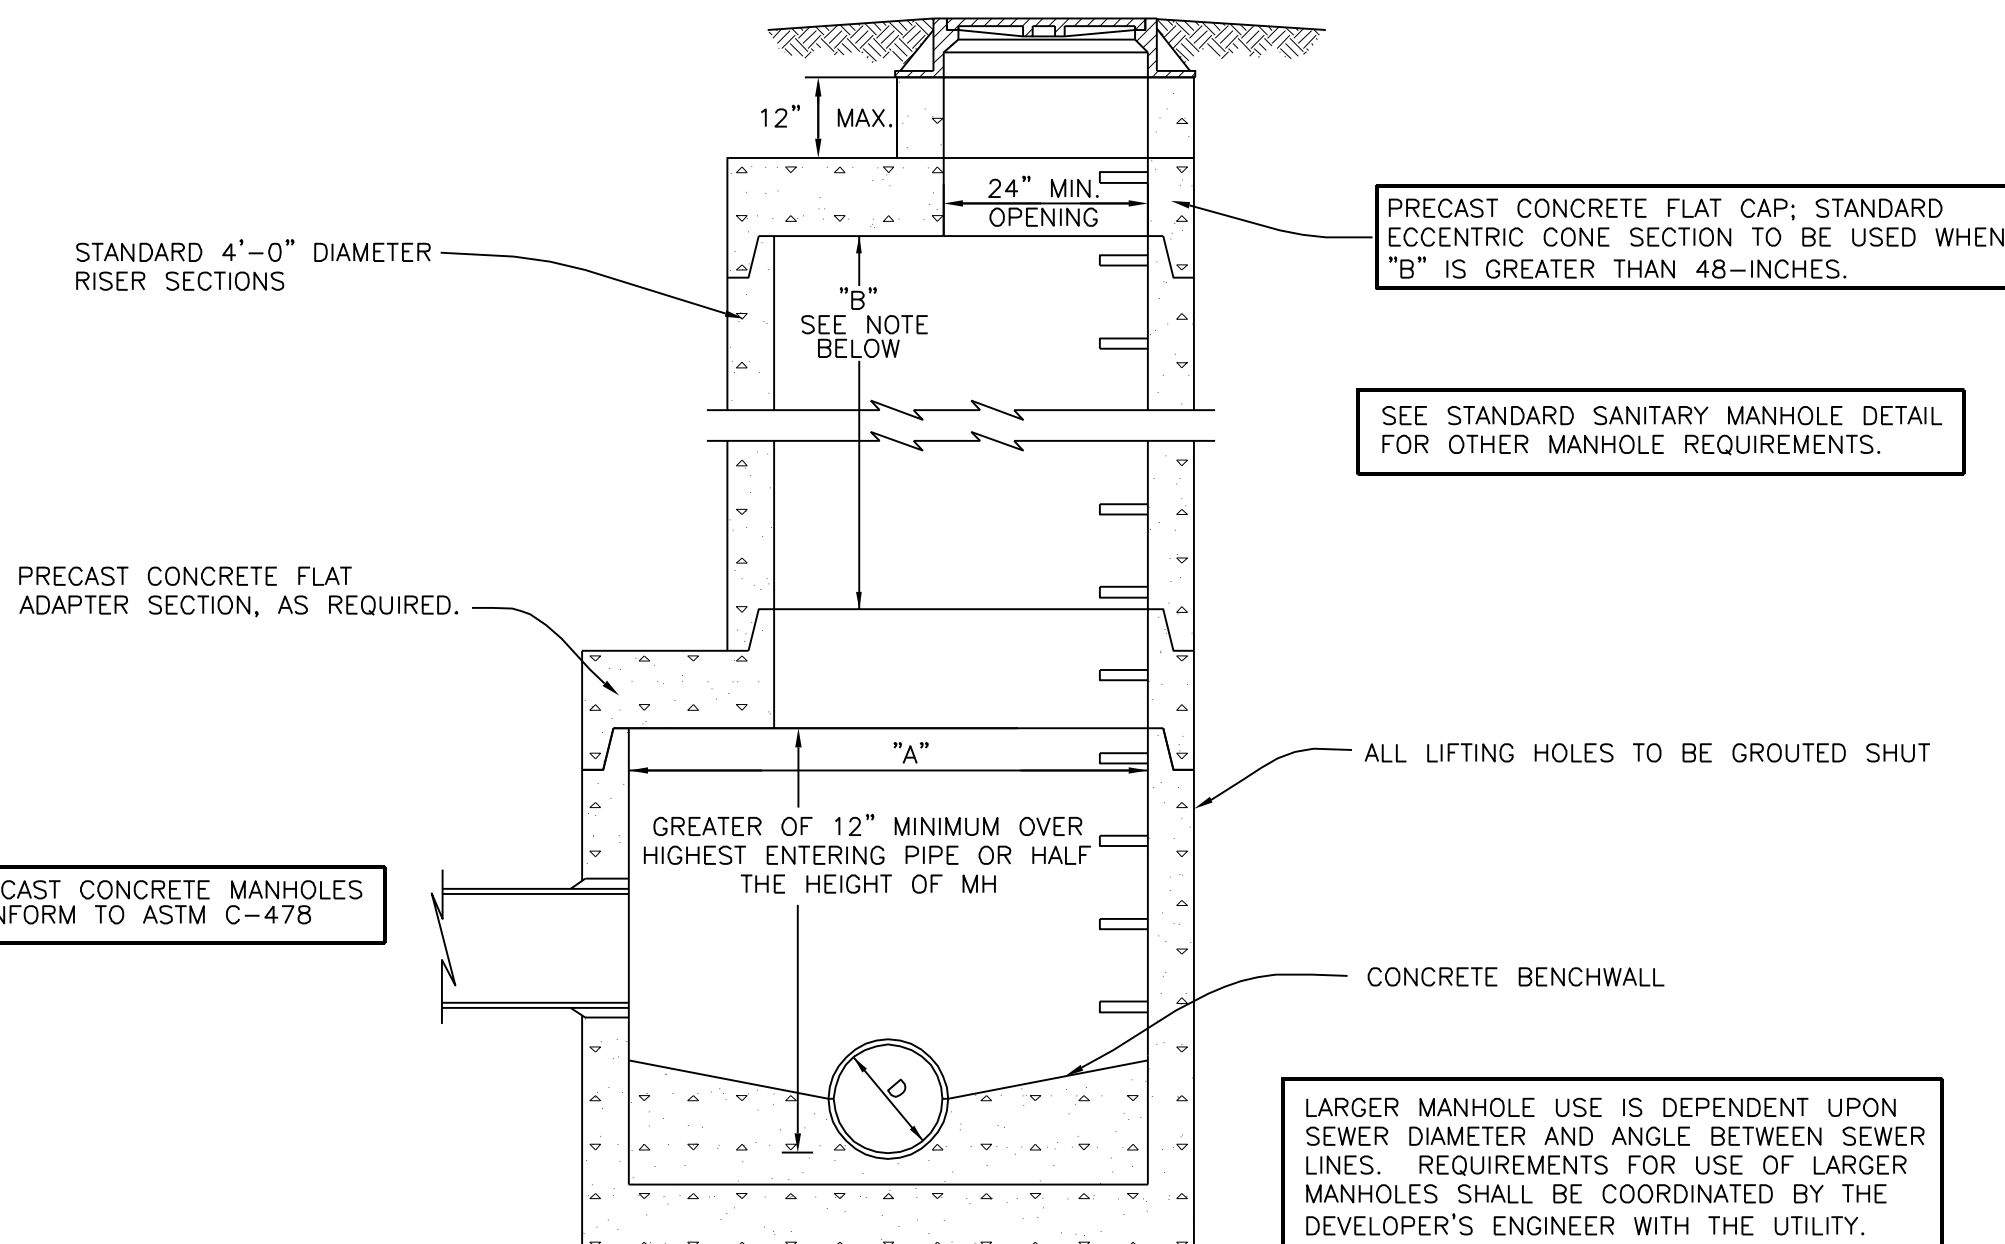 12” MAX.
24” MIN.
OPENING
PRECAST CONCRETE FLAT CAP; STANDARD
ECCENTRIC CONE SECTION TO BE USED WHEN
”B” IS GREATER THAN 48–INCHES.
STANDARD 4’–0” DIAMETER
RISER SECTIONS
”B”
SEE NOTE
BELOW
SEE STANDARD SANITARY MANHOLE DETAIL
FOR OTHER MANHOLE REQUIREMENTS.
PRECAST CONCRETE FLAT
ADAPTER SECTION, AS REQUIRED.
”A”
ALL LIFTING HOLES TO BE GROUTED SHUT
GREATER OF 12” MINIMUM OVER
HIGHEST ENTERING PIPE OR HALF
THE HEIGHT OF MH
CAST CONCRETE MANHOLES
NFORM TO ASTM C–478
CONCRETE BENCHWALL
D
LARGER MANHOLE USE IS DEPENDENT UPON
SEWER DIAMETER AND ANGLE BETWEEN SEWER
LINES. REQUIREMENTS FOR USE OF LARGER
MANHOLES SHALL BE COORDINATED BY THE
DEVELOPER’S ENGINEER WITH THE UTILITY.